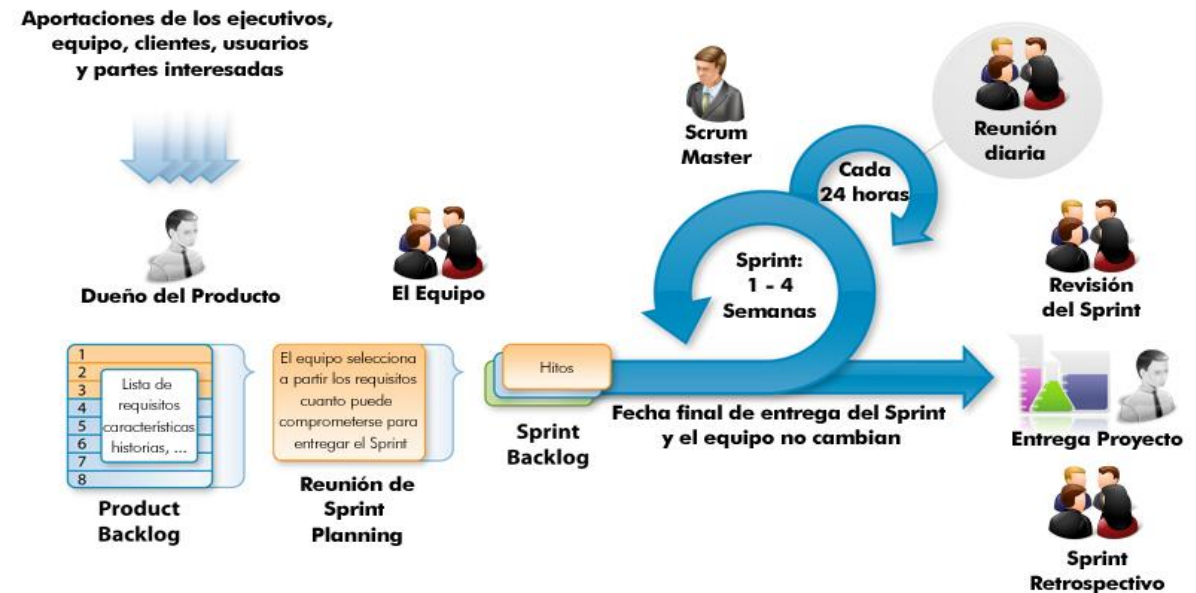 Aportaciones de los ejecutivos,
equipo, clientes, usuarios
y partes interesadas
Dueño del Producto
El Equipo
Scrum
Master
Cada
24 horas
Reunión
diaria
Sprint:
1 - 4
Semanas
Revisión
del Sprint
1
2
3
4
5
6
7
8
Lista de
requisitos
características
historias, ...
Product
Backlog
El equipo selecciona
a partir los requisitos
cuanto puede
comprometerse para
entregar el Sprint
Reunión de
Sprint
Planning
Hitos
Sprint
Backlog
Fecha final de entrega del Sprint
y el equipo no cambian
Entrega Proyecto
Sprint
Retrospectivo